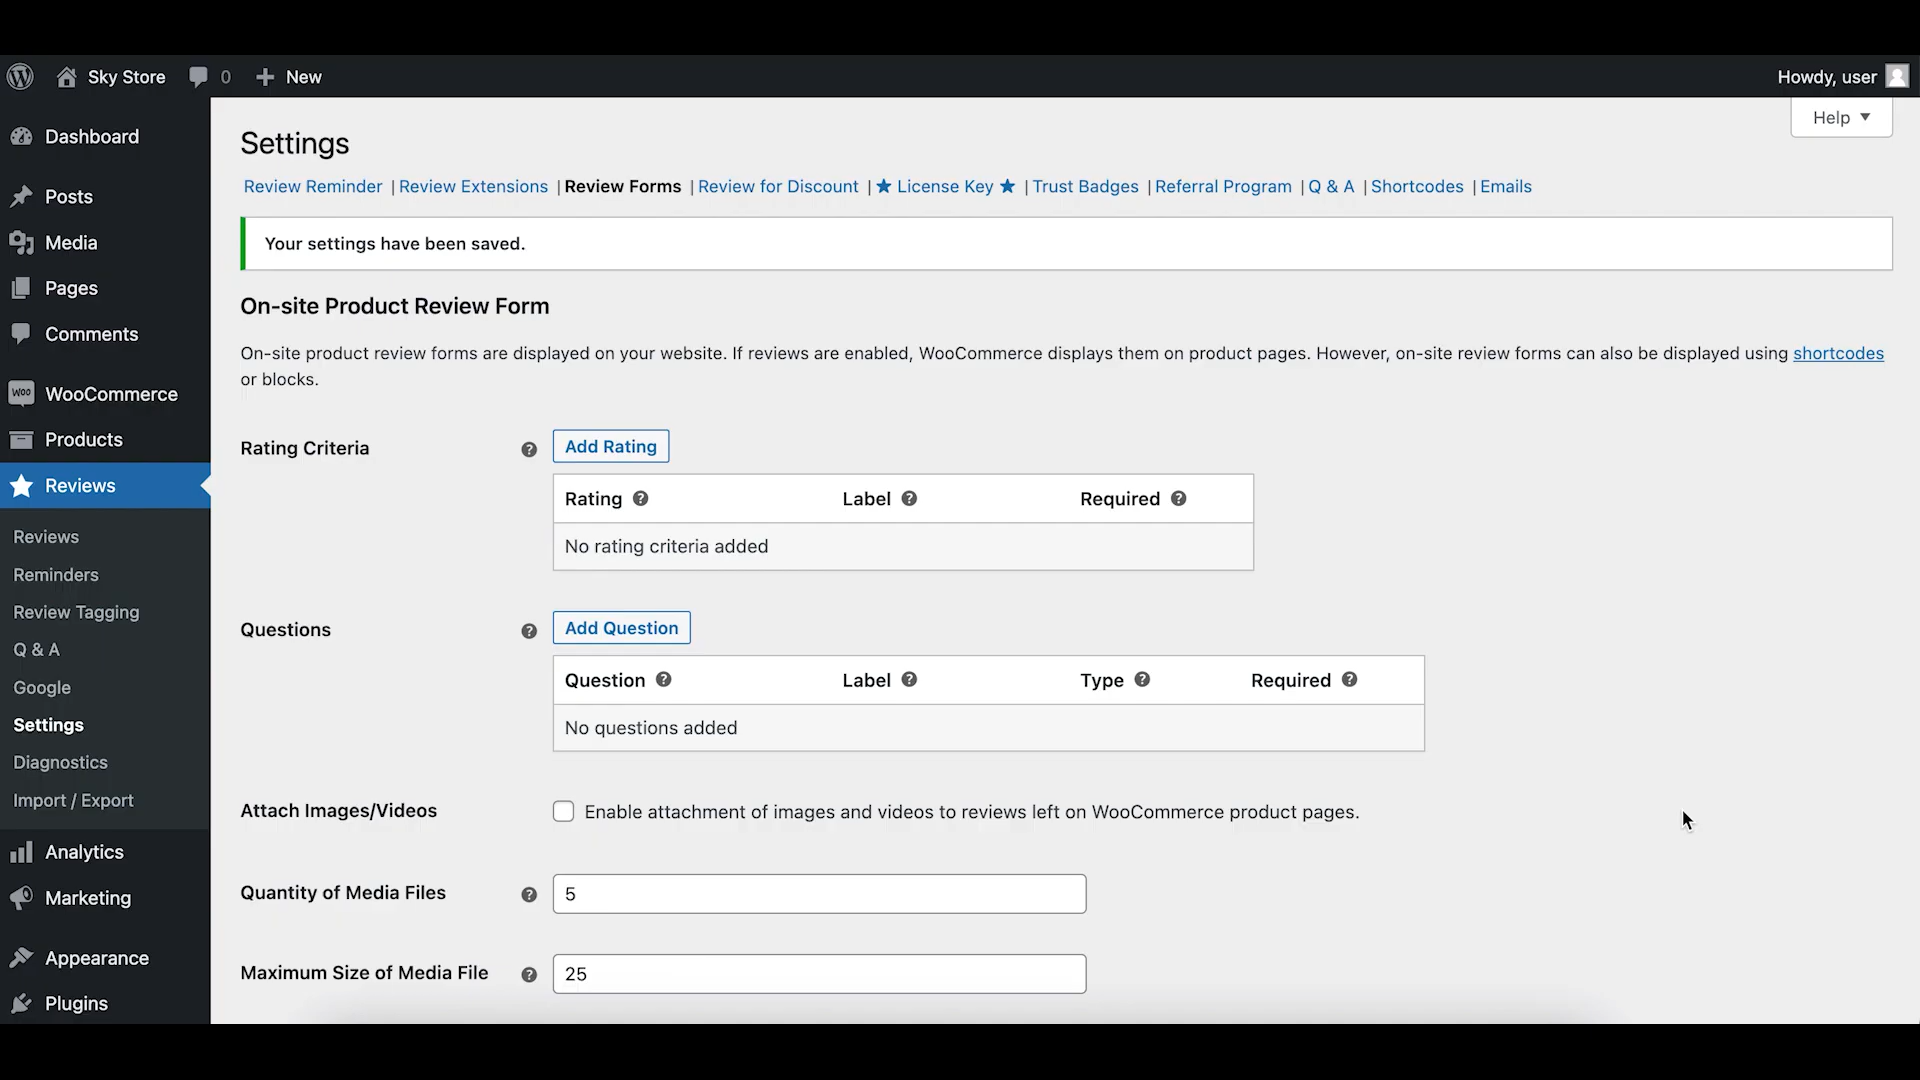 Sky Store 0 New Howdy, user
Help
Dashboard
Posts
Media
Pages
Comments
WOO WooCommerce
Products
Reviews
Reviews
Reminders
Review Tagging
Q & A
Google
Settings
Diagnostics
Import / Export
Analytics
Marketing
Appearance
Plugins
Settings
Review Reminder | Review Extensions | Review Forms | Review for Discount | ★ License Key ★ | Trust Badges | Referral Program | Q & A | Shortcodes | Emails
Your settings have been saved.
On-site Product Review Form
On-site product review forms are displayed on your website. If reviews are enabled, WooCommerce displays them on product pages. However, on-site review forms can also be displayed using shortcodes
or blocks.
Rating Criteria ? Add Rating
Rating ? Label ? Required ?
No rating criteria added
Questions ? Add Question
Question ? Label ? Type ? Required ?
No questions added
Attach Images/Videos Enable attachment of images and videos to reviews left on WooCommerce product pages.
Quantity of Media Files ? 5
Maximum Size of Media File ? 25